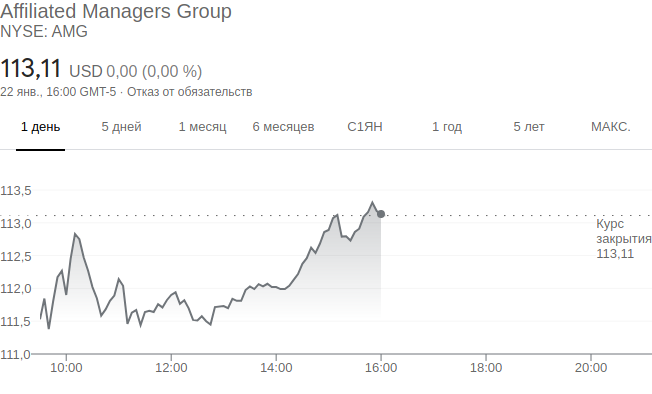 Affiliated Managers Group
NYSE: AMG
113,11 USD 0,00 (0,00 %)
22 янв., 16:00 GMT-5 · Отказ от обязательств
1 день 5 дней 1 месяц 6 месяцев С1ЯН 1 год 5 лет МАКС.
113,5
113,0
Курс
закрытия
113,11
112,5
112,0
111,5
111,0
10:00 12:00 14:00 16:00 18:00 20:00